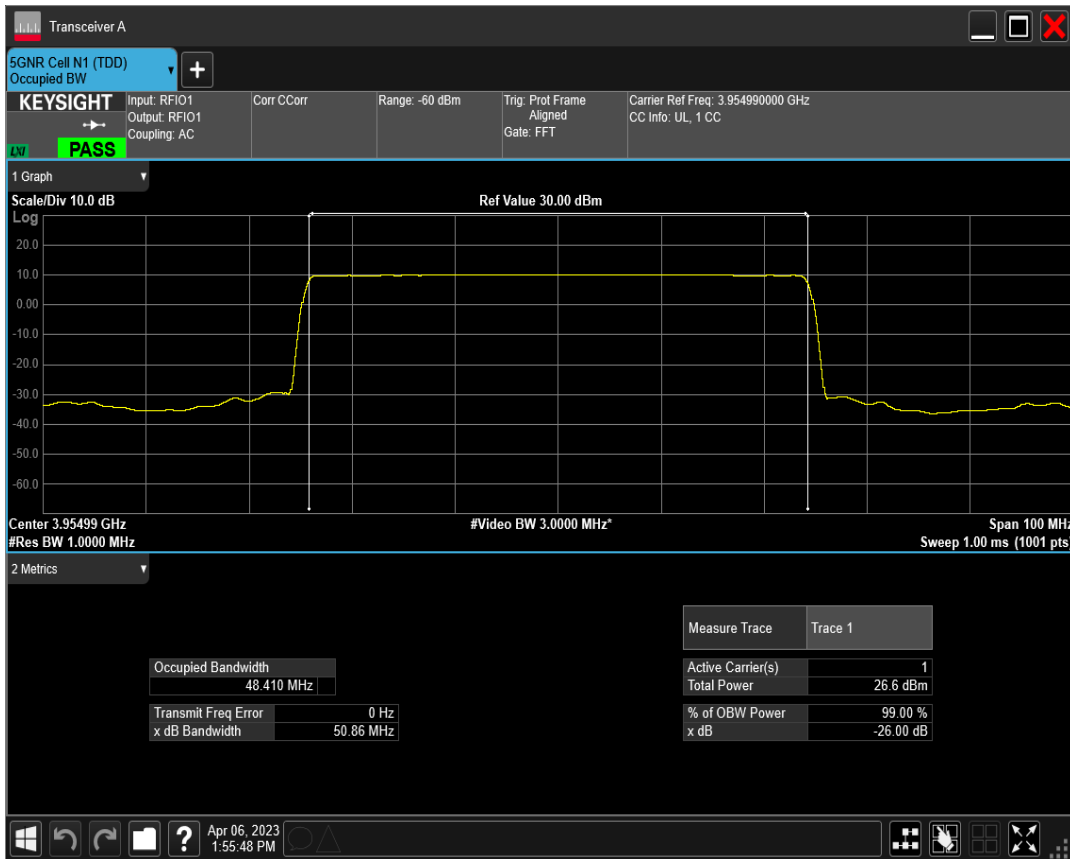 Transceiver A
5GNR Cell N1 (TDD)
Occupied BW
+
KEYSIGHT
LXI
PASS
Input: RFIO1
Output: RFIO1
Coupling: AC
Corr CCorr
Range: -60 dBm
Trig: Prot Frame
Aligned
Gate: FFT
Carrier Ref Freq: 3.954990000 GHz
CC Info: UL, 1 CC
1 Graph
Scale/Div 10.0 dB
Ref Value 30.00 dBm
Log
20.0
10.0
0.00
-10.0
-20.0
-30.0
-40.0
-50.0
-60.0
Center 3.95499 GHz
#Video BW 3.0000 MHz*
Span 100 MHz
#Res BW 1.0000 MHz
Sweep 1.00 ms (1001 pts)
2 Metrics
Measure Trace
Trace 1
Occupied Bandwidth
48.410 MHz
Active Carrier(s) 1
Total Power 26.6 dBm
Transmit Freq Error 0 Hz
x dB Bandwidth 50.86 MHz
% of OBW Power 99.00 %
x dB -26.00 dB
?
Apr 06, 2023
1:55:48 PM